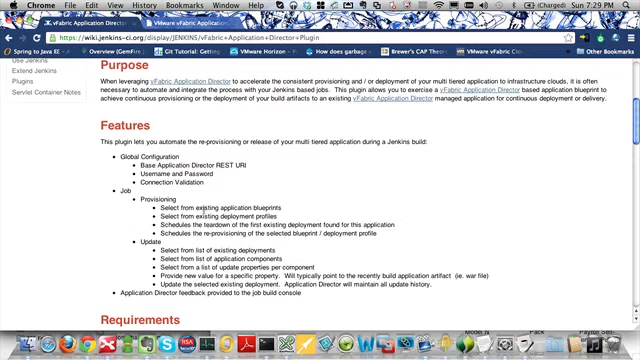 Chrome File Edit View History Bookmarks Window Help
(Charged) Sun 7:29 PM
vFabric Application Director
VMware vFabric Application
https://wiki.jenkins-ci.org/display/JENKINS/vFabric+Application+Director+Plugin
Spring to Java EE
GemFire
Git Tutorial: Getting
VMware Horizon
How does garbage
Brewer's CAP Theore
VMware vFabric Clou
Other Bookmarks
Use Jenkins
Extend Jenkins
Plugins
Servlet Container Notes
Purpose
When leveraging vFabric Application Director to accelerate the consistent provisioning and / or deployment of your multi tiered application to infrastructure clouds, it is often
necessary to automate and integrate the process with your Jenkins based jobs. This plugin allows you to exercise a vFabric Application Director based application blueprint to
achieve continuous provisioning or the deployment of your build artifacts to an existing vFabric Application Director managed application for continuous deployment or delivery.
Features
This plugin lets you automate the re-provisioning or release of your multi tiered application during a Jenkins build:
• Global Configuration
• Base Application Director REST URI
• Username and Password
• Connection Validation
• Job
• Provisioning
• Select from existing application blueprints
• Select from existing deployment profiles
• Schedules the teardown of the first existing deployment found for this application
• Schedules the re-provisioning of the selected blueprint / deployment profile
• Update
• Select from list of existing deployments
• Select from list of application components
• Select from a list of update properties per component
• Provide new value for a specific property. Will typically point to the recently build application artifact (ie. war file)
• Update the selected existing deployment. Application Director will maintain all update history.
• Application Director feedback provided to the job build console
Requirements